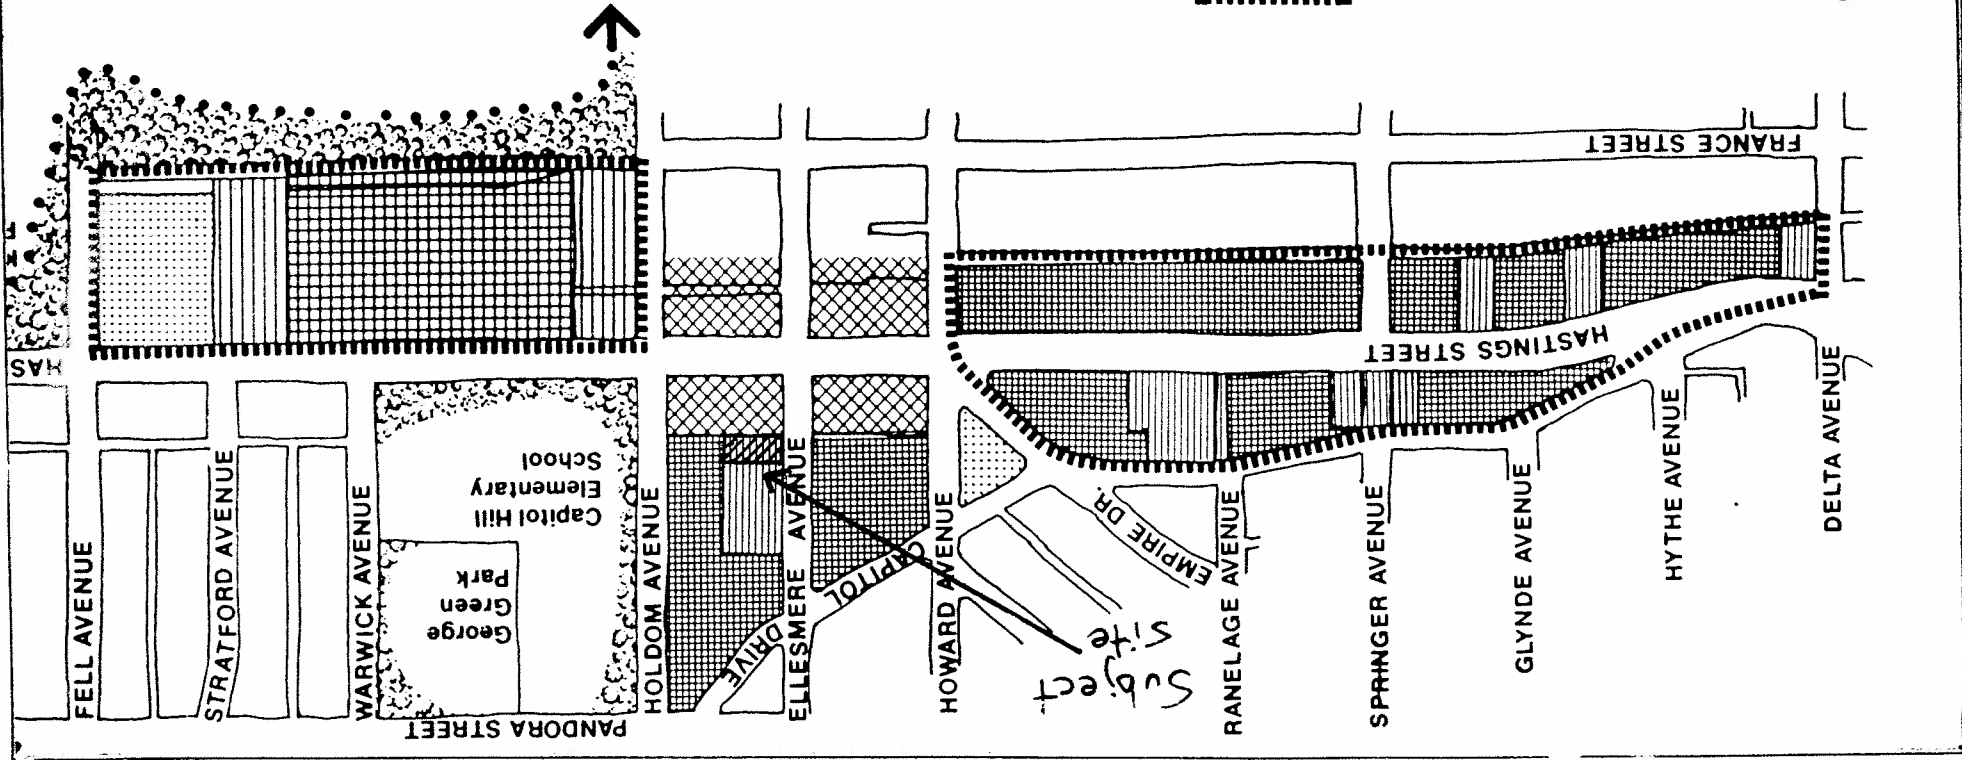 PANDORA STREET
Subject
Site
George
Green
Park
Capitol Hill
Elementary
School
DELTA AVENUE
HYTHE AVENUE
GLYNDE AVENUE
SPRINGER AVENUE
RANELAGE AVENUE
EMPIRE DR.
HOWARD AVENUE
CAPITOL
DRIVE
ELLESMERE AVENUE
HOLDOM AVENUE
WARWICK AVENUE
STRATFORD AVENUE
FELL AVENUE
HASTINGS STREET
HAS
FRANCE STREET